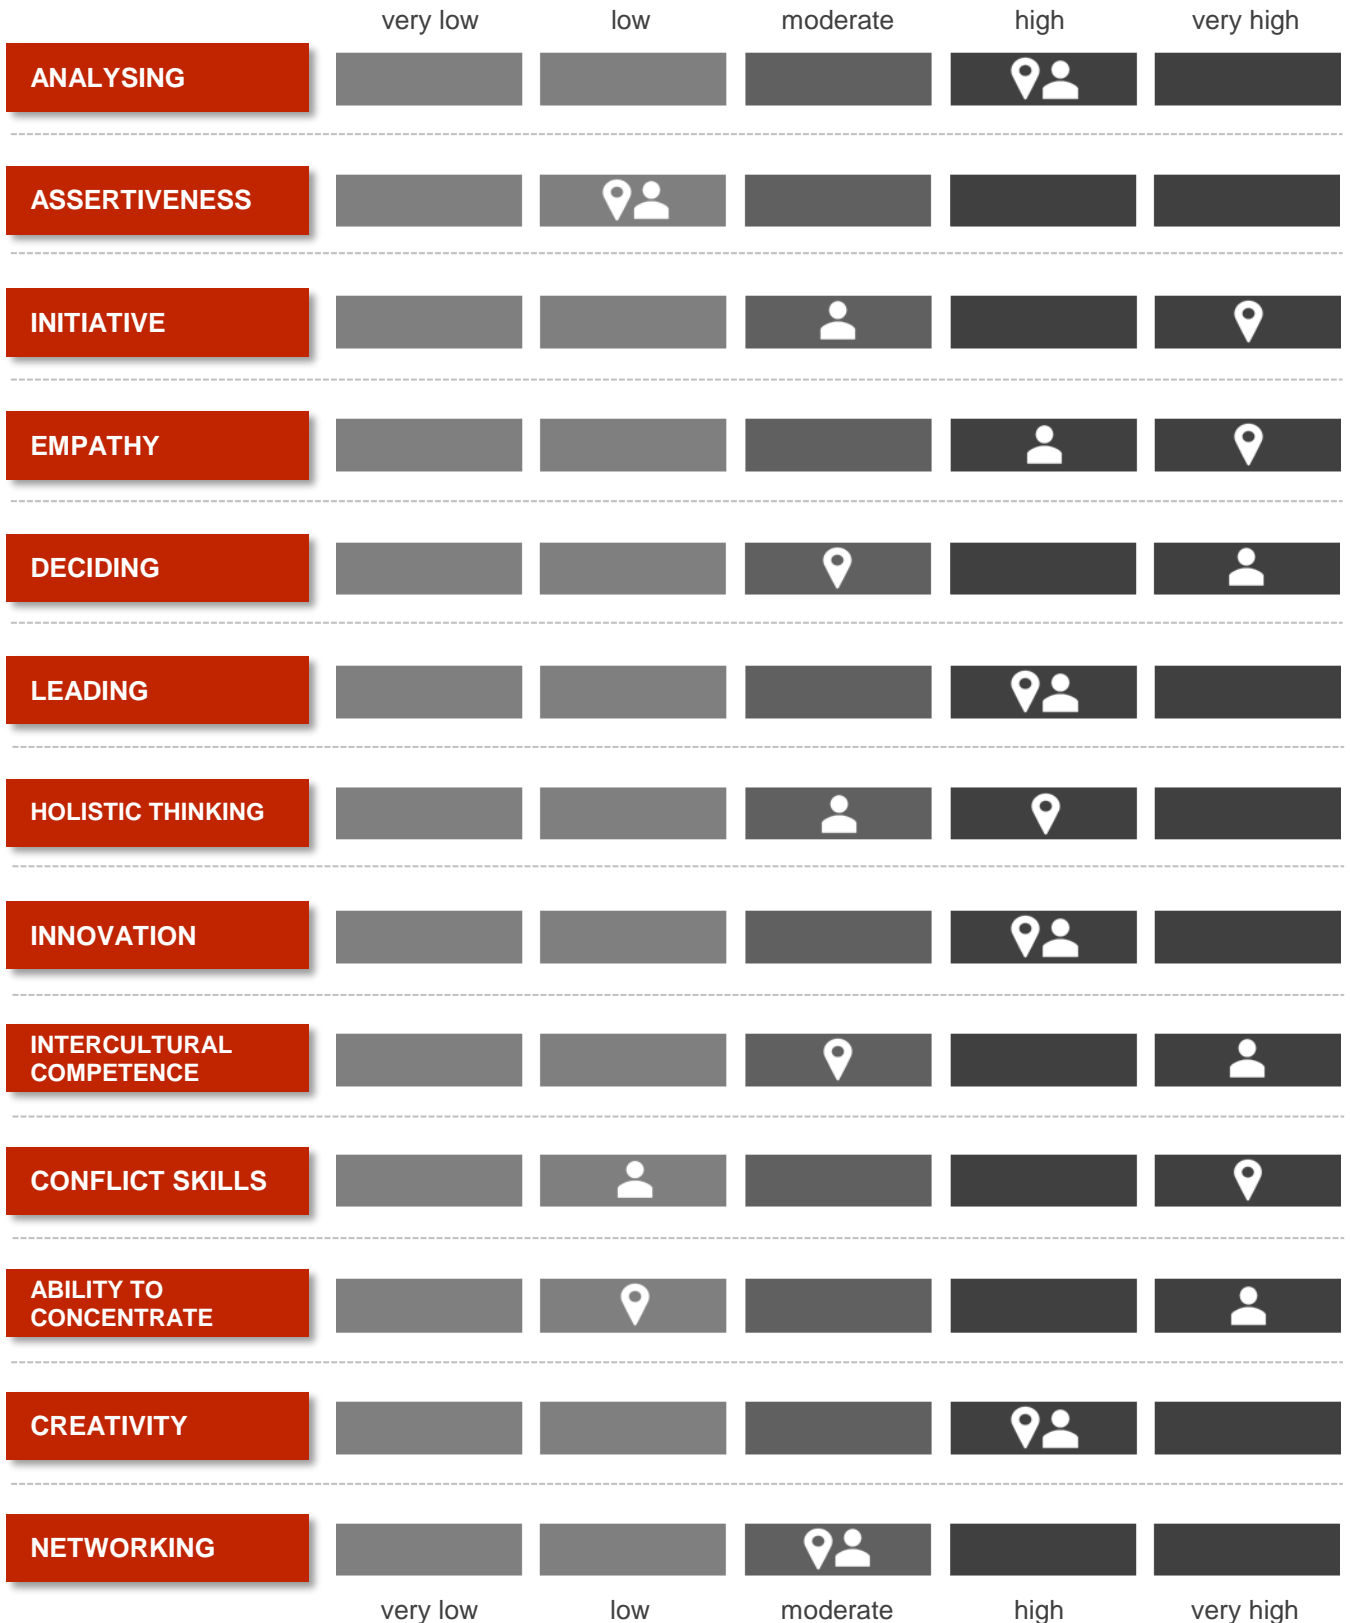 very low low moderate high very high
ANALYSING
ASSERTIVENESS
INITIATIVE
EMPATHY
DECIDING
LEADING
HOLISTIC THINKING
INNOVATION
INTERCULTURAL
COMPETENCE
CONFLICT SKILLS
ABILITY TO
CONCENTRATE
CREATIVITY
NETWORKING
very low low moderate high very high